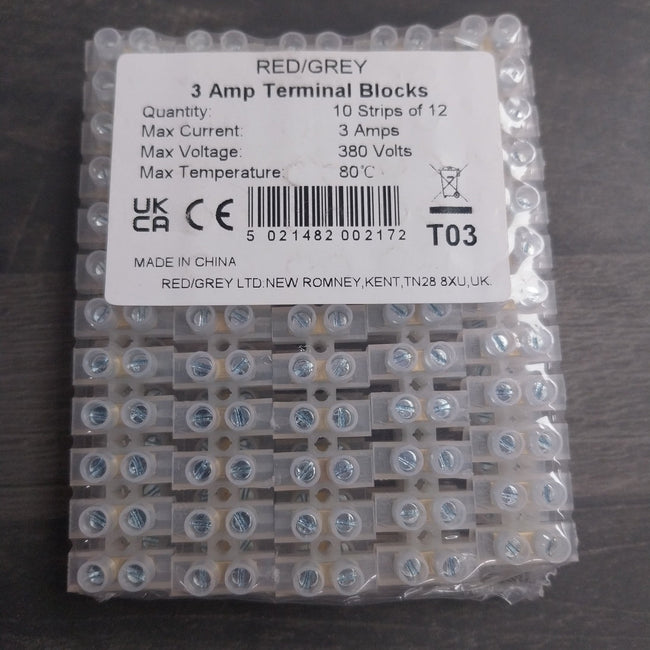 RED/GREY
3 Amp Terminal Blocks
Quantity: 10 Strips of 12
Max Current: 3 Amps
Max Voltage: 380 Volts
Max Temperature: 80℃
UK
CA CE
5 021482 002172 T03
MADE IN CHINA
RED/GREY LTD.NEW ROMNEY,KENT,TN28 8XU,UK.